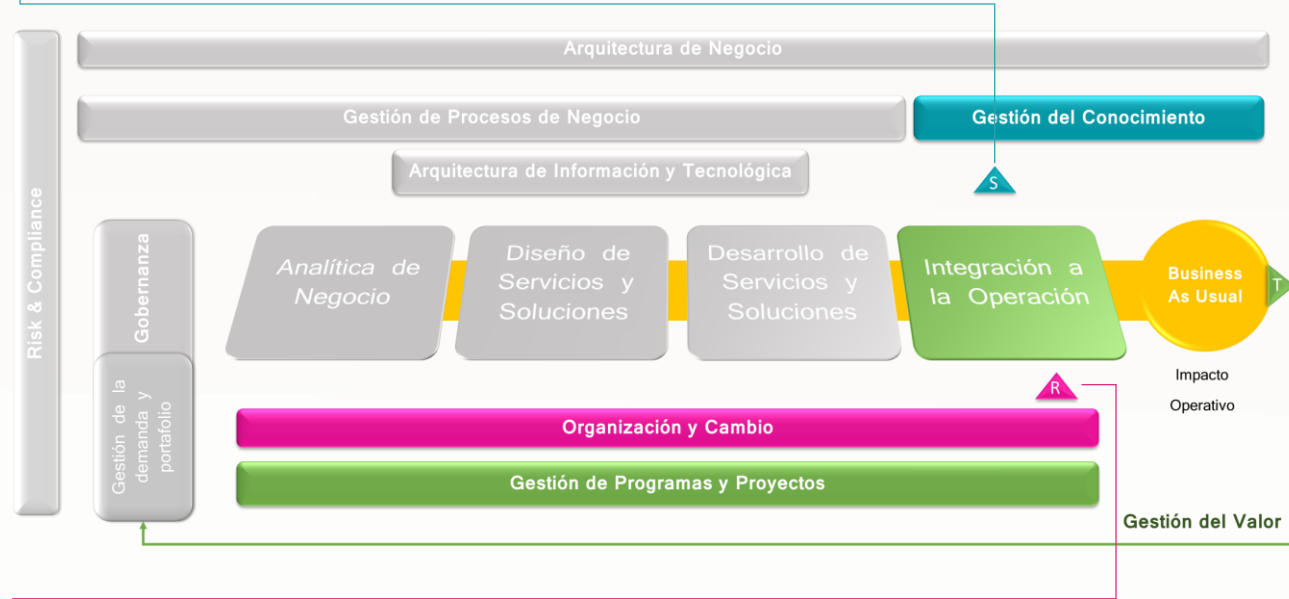 Arquitectura de Negocio
Gestión de Procesos de Negocio
Gestión del Conocimiento
Arquitectura de Información y Tecnológica
S
Risk & Compliance
Gobernanza
Gestión de la
demanda y
portafolio
Analítica de
Negocio
Diseño de
Servicios y
Soluciones
Desarrollo de
Servicios y
Soluciones
Integración a
la Operación
Business
As Usual
T
Impacto
Operativo
R
Organización y Cambio
Gestión de Programas y Proyectos
Gestión del Valor